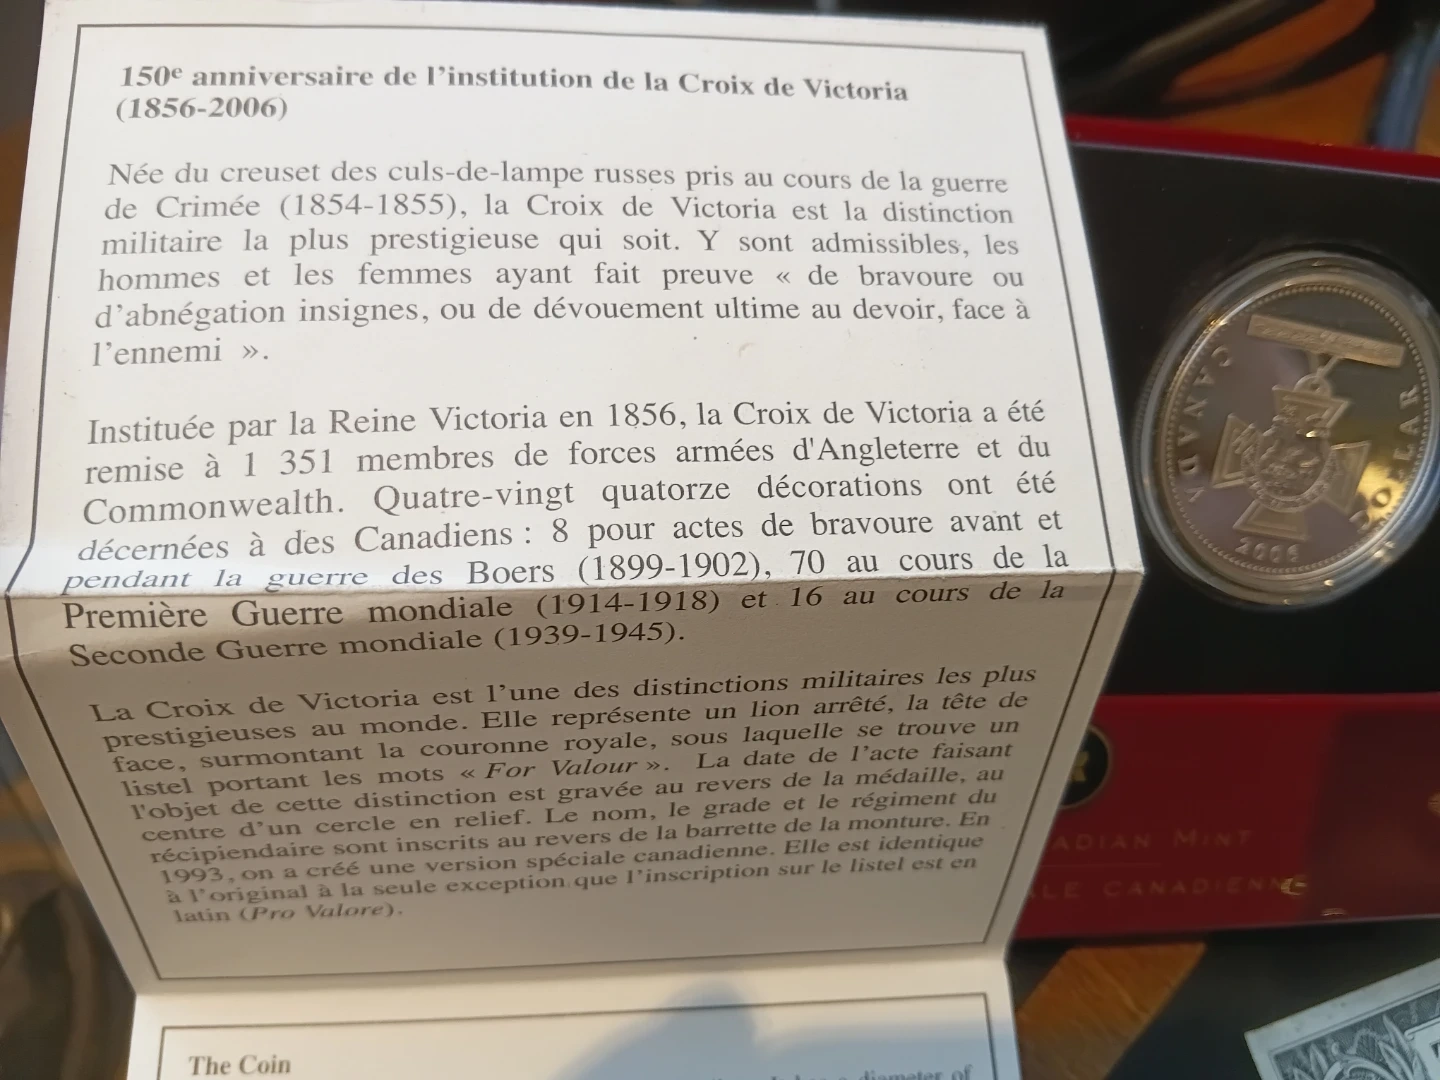 150e anniversaire de l'institution de la Croix de Victoria
(1856-2006)
Née du creuset des culs-de-lampe russes pris au cours de la guerre
de Crimée (1854-1855), la Croix de Victoria est la distinction
militaire la plus prestigieuse qui soit. Y sont admissibles, les
hommes et les femmes ayant fait preuve « de bravoure ou
d'abnégation insignes, ou de dévouement ultime au devoir, face à
l'ennemi ».
Instituée par la Reine Victoria en 1856, la Croix de Victoria a été
remise à 1 351 membres de forces armées d'Angleterre et du
Commonwealth. Quatre-vingt quatorze décorations ont été
décernées à des Canadiens : 8 pour actes de bravoure avant et
pendant la guerre des Boers (1899-1902), 70 au cours de la
Première Guerre mondiale (1914-1918) et 16 au cours de la
Seconde Guerre mondiale (1939-1945).
La Croix de Victoria est l'une des distinctions militaires les plus
prestigieuses au monde. Elle représente un lion arrêté, la tête de
face, surmontant la couronne royale, sous laquelle se trouve un
listel portant les mots « For Valour ». La date de l'acte faisant
l'objet de cette distinction est gravée au revers de la médaille, au
centre d'un cercle en relief. Le nom, le grade et le régiment du
récipiendaire sont inscrits au revers de la barrette de la monture. En
1993, on a créé une version spéciale canadienne. Elle est identique
à l'original à la seule exception que l'inscription sur le listel est en
latin (Pro Valore).
The Coin
a diameter of
CANADA
DOLLAR
2006
ADIAN MINT
LE CANADIENNE